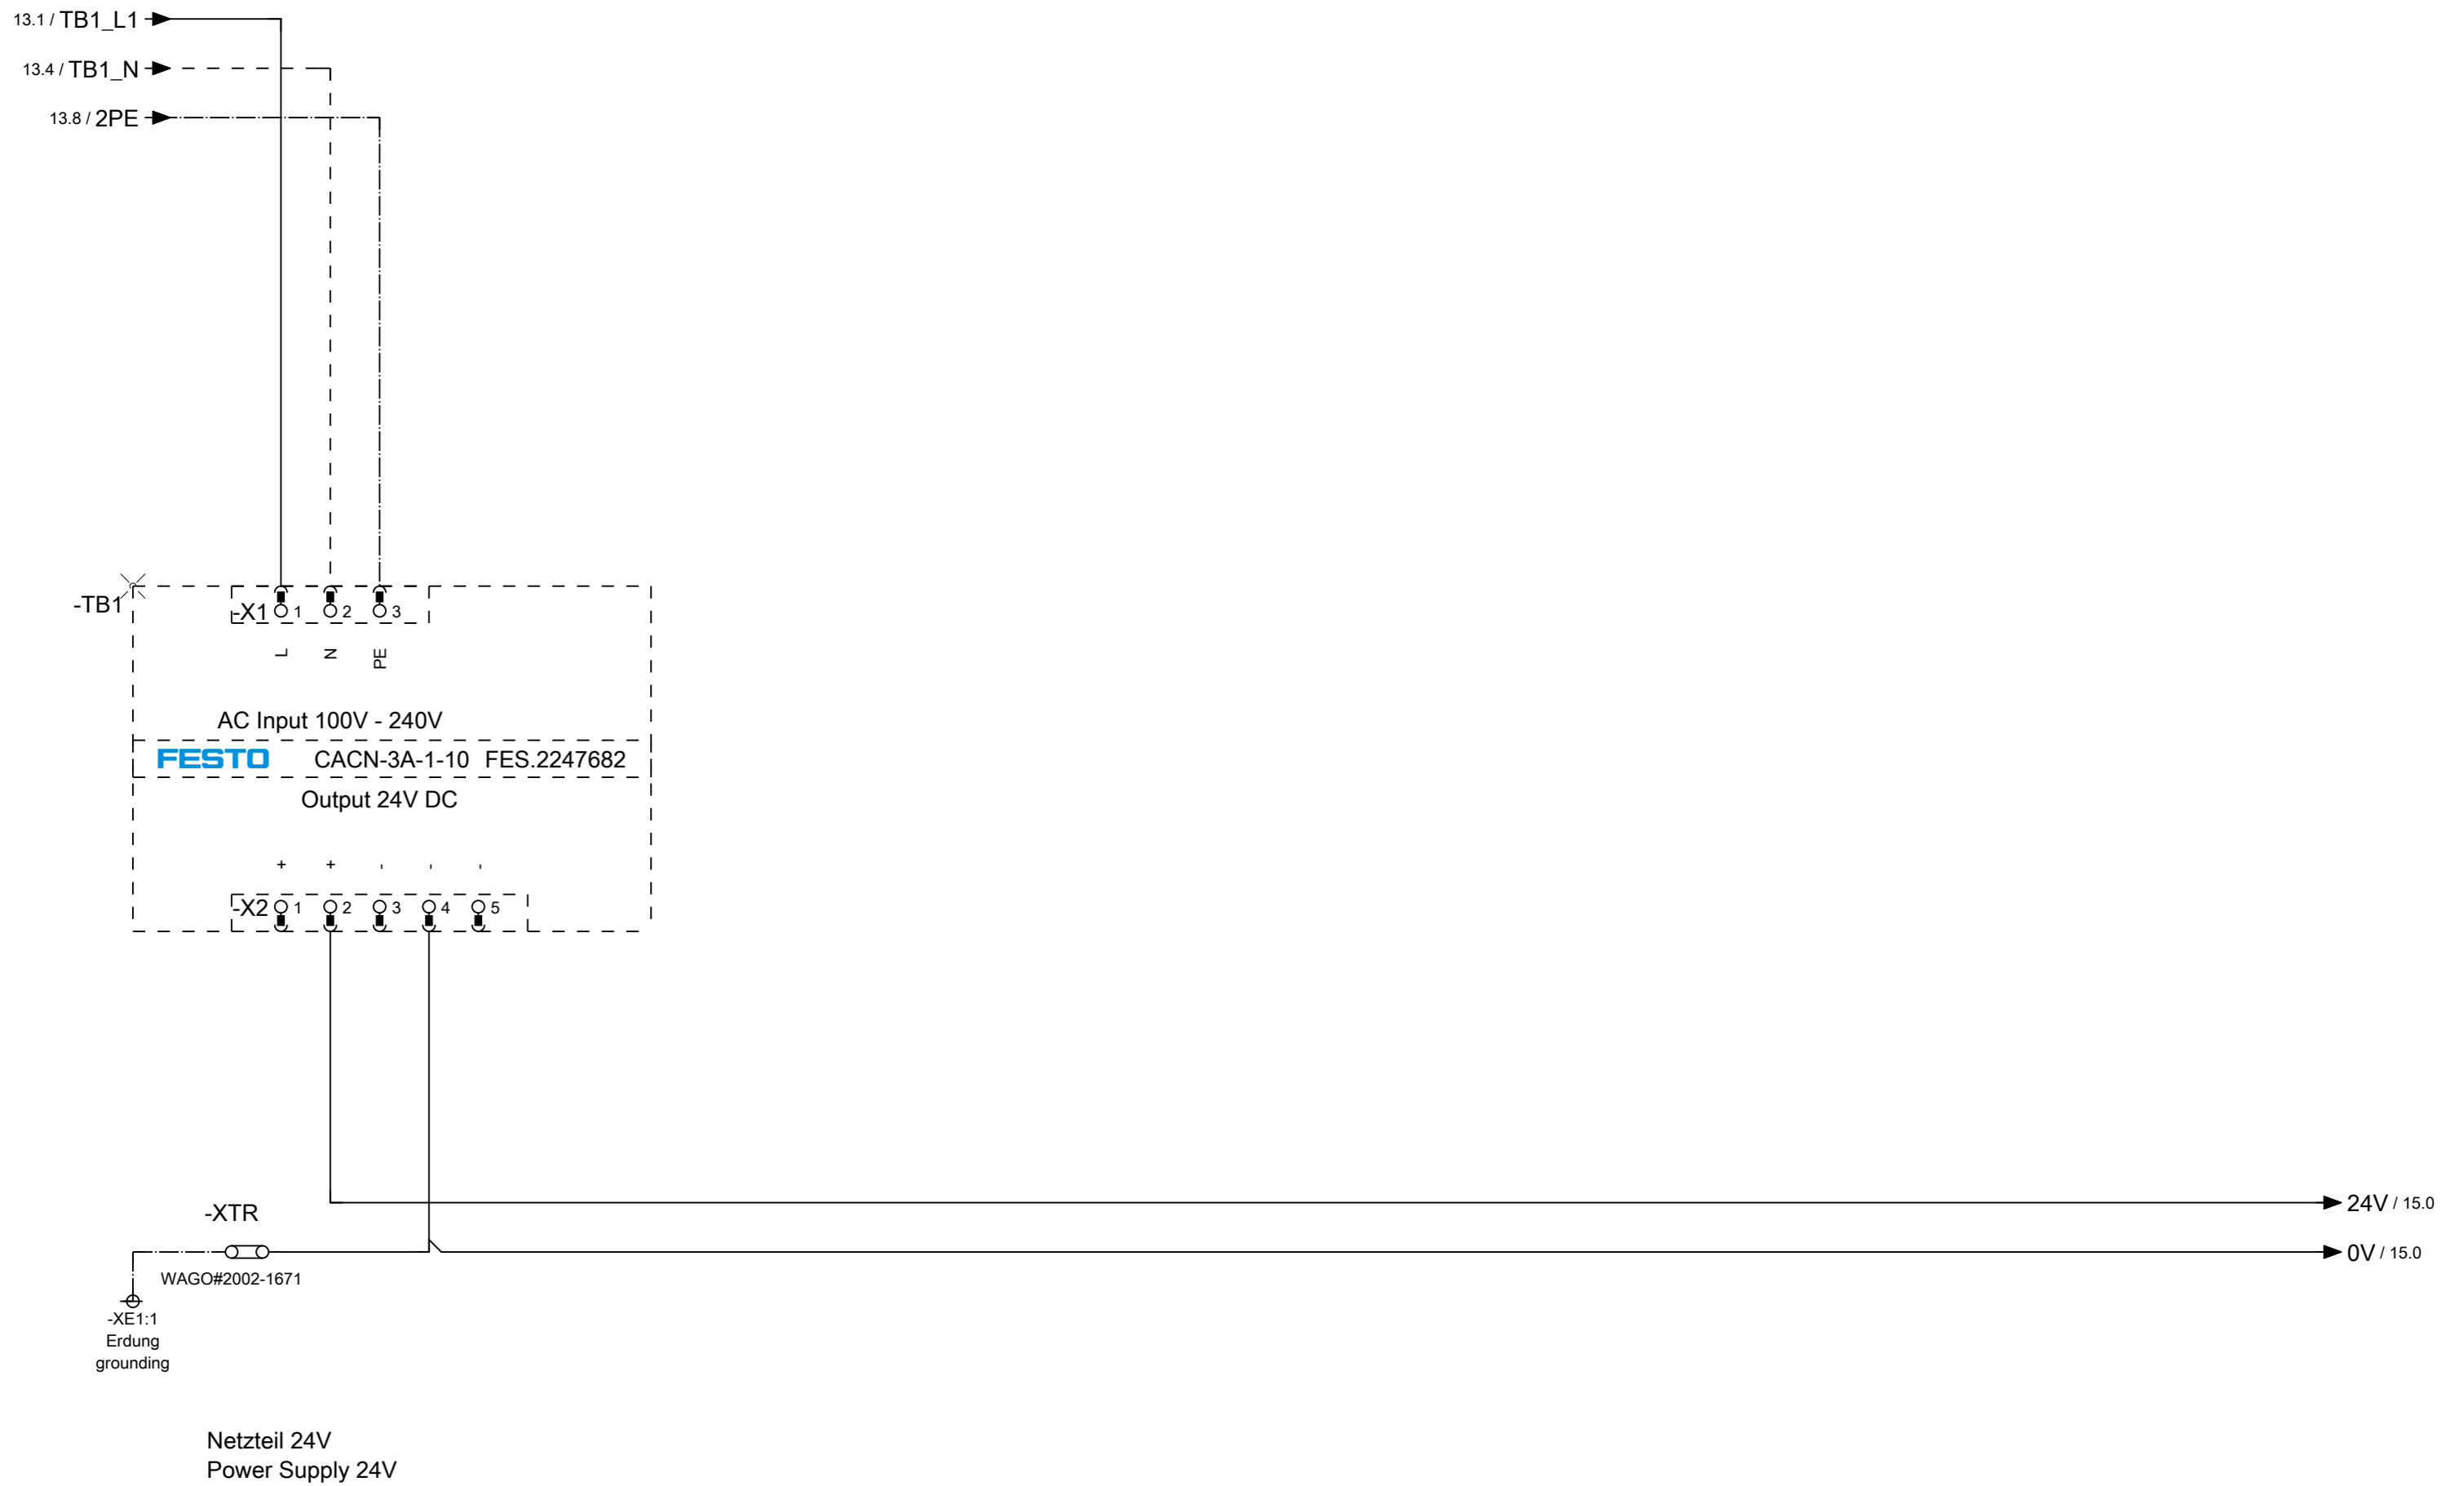 13.1 / TB1_L1
13.4 / TB1_N
13.8 / 2PE
-TB1
-X1 1 2 3
L N PE
AC Input 100V - 240V
FESTO CACN-3A-1-10 FES.2247682
Output 24V DC
+ + - - -
-X2 1 2 3 4 5
24V / 15.0
-XTR
0V / 15.0
WAGO#2002-1671
-XE1:1
Erdung
grounding
Netzteil 24V
Power Supply 24V